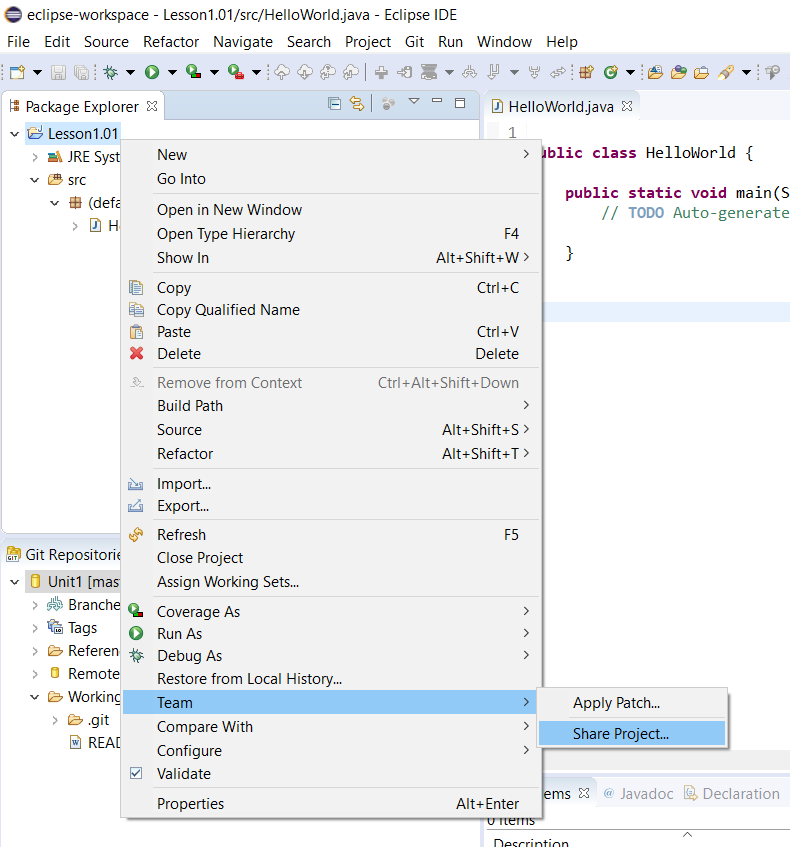 eclipse-workspace - Lesson1.01/src/HelloWorld.java - Eclipse IDE
File Edit Source Refactor Navigate Search Project Git Run Window Help
Package Explorer
HelloWorld.java
Lesson1.01
1
JRE Syst
src
(defa
H
public class HelloWorld {
public static void main(S
// TODO Auto-generate
}
New
Go Into
Open in New Window
Open Type Hierarchy F4
Show In Alt+Shift+W
Copy Ctrl+C
Copy Qualified Name
Paste Ctrl+V
Delete Delete
Remove from Context Ctrl+Alt+Shift+Down
Build Path
Source Alt+Shift+S
Refactor Alt+Shift+T
Import...
Export...
Refresh F5
Close Project
Assign Working Sets...
Coverage As
Run As
Debug As
Restore from Local History...
Team
Compare With
Configure
Validate
Properties Alt+Enter
Apply Patch...
Share Project...
Git Repositorie
Unit1 [mast
Branche
Tags
Referen
Remote
Working
.git
READ
ems Javadoc Declaration
0 items
Description